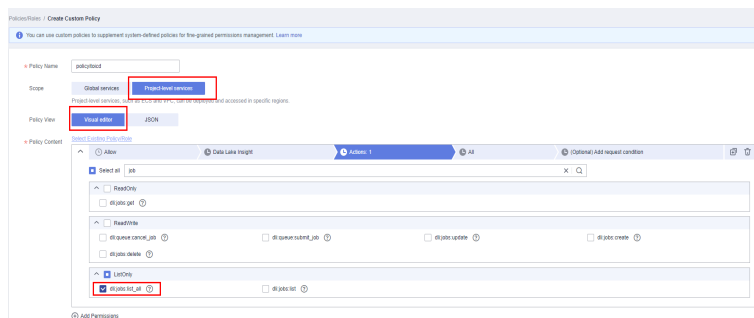 Policies/Roles / Create Custom Policy
You can use custom policies to supplement system-defined policies for fine-grained permissions management. Learn more
* Policy Name
Scope Global services Project-level services
Project-level services, such as ECS and VPC, can be deployed and accessed in specific regions.
Policy View Visual editor JSON
* Policy Content Select Existing Policy/Role
Allow Data Lake Insight Actions: 1 All (Optional) Add request condition
Select all job
ReadOnly
dli:jobs:get
ReadWrite
dli:queue:cancel_job dli:queue:submit_job dli:jobs:update dli:jobs:create
dli:jobs:delete
ListOnly
dli:jobs:list_all dli:jobs:list
Add Permissions